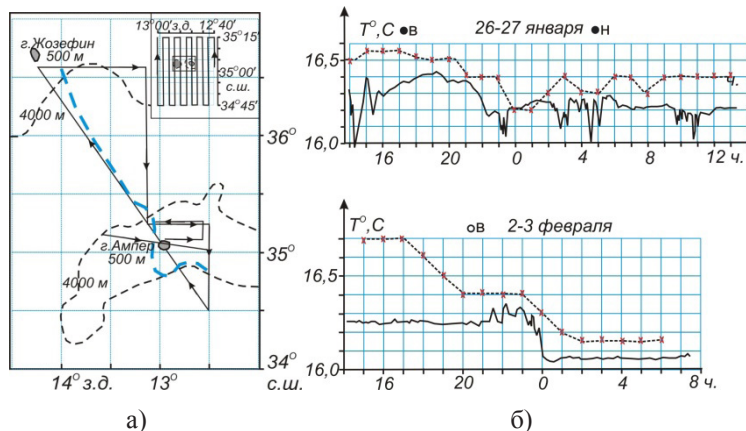 а)
13°00′ з.д. 12°40′
35°15′
35°00′
с.ш.
34°45′
г.Жозефин
500 м
4000 м
36°
г.Ампер
500 м
35°
4000 м
34°
14° з.д. 13° с.ш.
а)
T°,C ●в 26-27 января ●н
16,5
16,0
16 20 0 4 8 12 ч.
T°,C ○в 2-3 февраля
16,5
16,0
16 20 0 4 8 ч.
б)